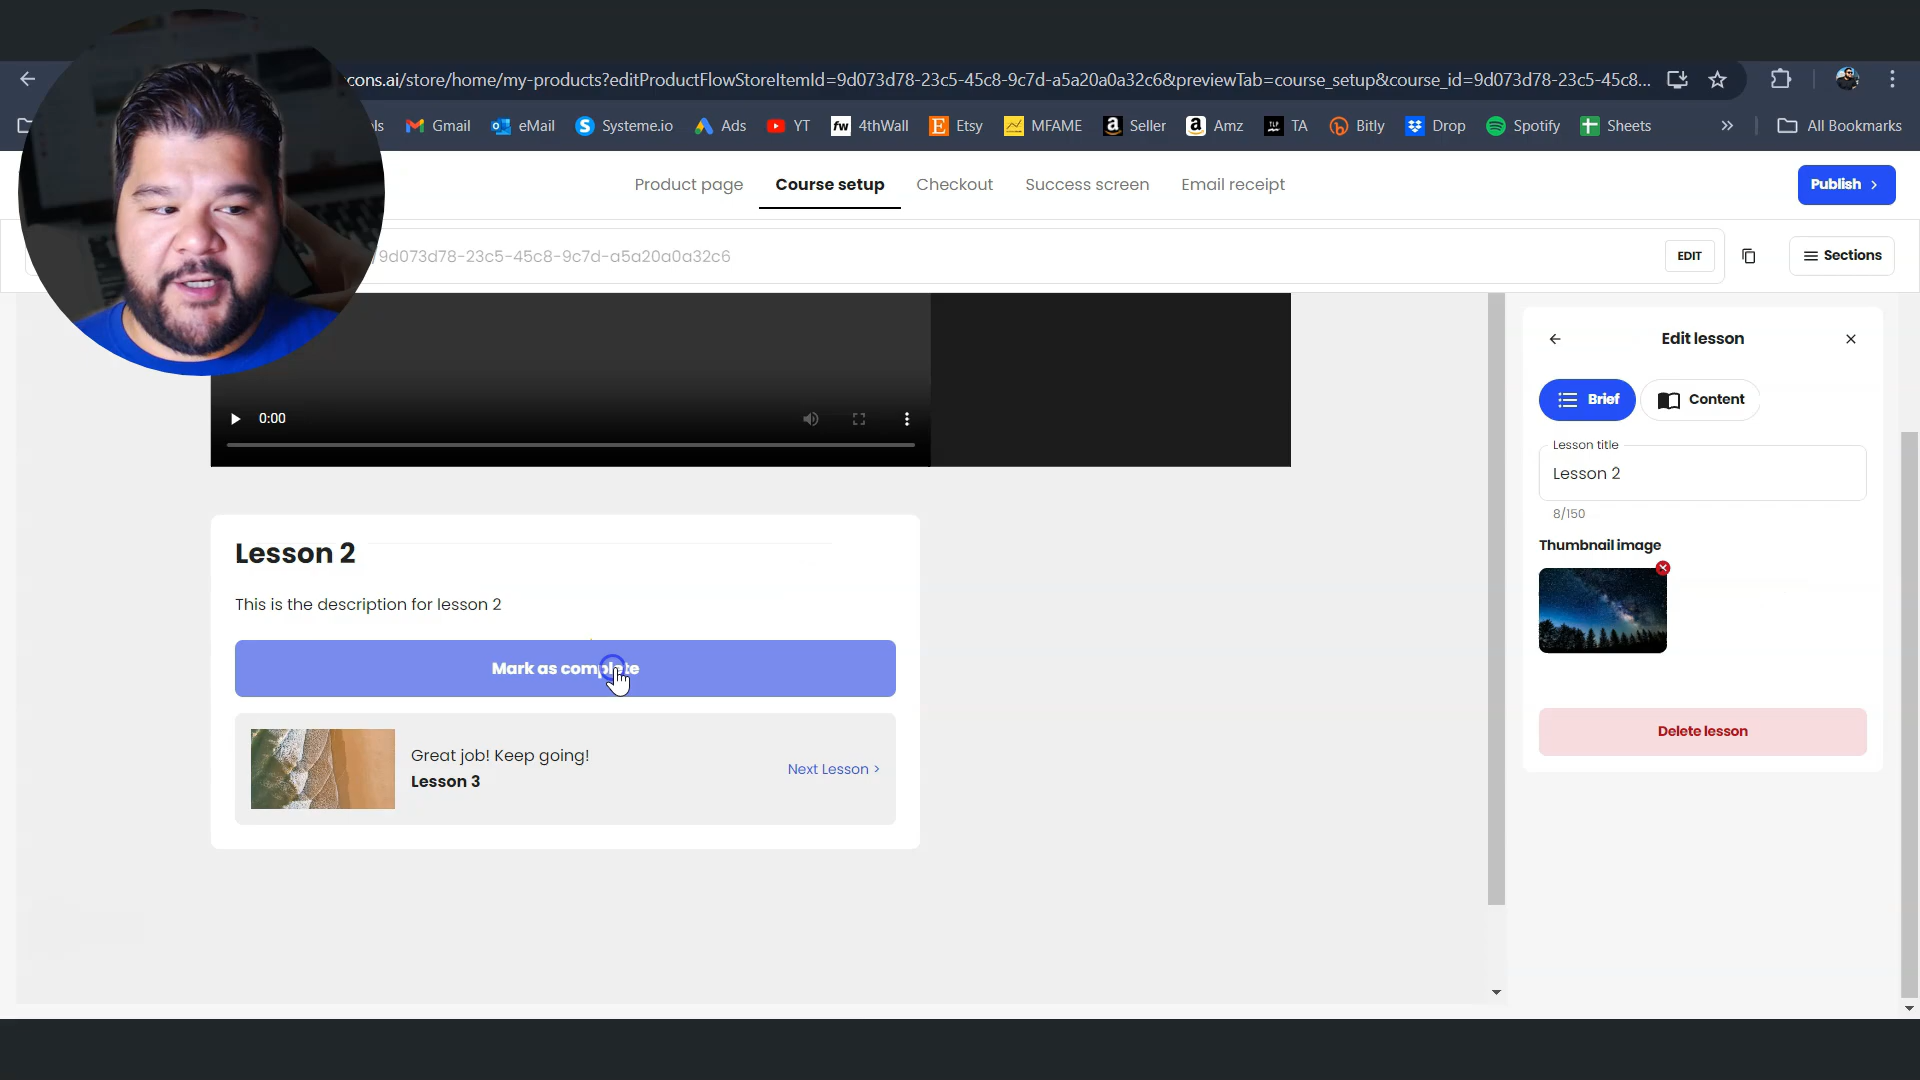 cons.ai/store/home/my-products?editProductFlowStoreItemId=9d073d78-23c5-45c8-9c7d-a5a20a0a32c6&previewTab=course_setup&course_id=9d073d78-23c5-45c8...
ls Gmail eMail Systeme.io Ads YT 4thWall Etsy MFAME Seller Amz TA Bitly Drop Spotify Sheets » All Bookmarks
Product page Course setup Checkout Success screen Email receipt Publish
/9d073d78-23c5-45c8-9c7d-a5a20a0a32c6 EDIT Sections
Edit lesson
Brief Content
0:00
Lesson title
Lesson 2
8/150
Thumbnail image
Lesson 2
This is the description for lesson 2
Mark as complete
Delete lesson
Great job! Keep going!
Lesson 3
Next Lesson >